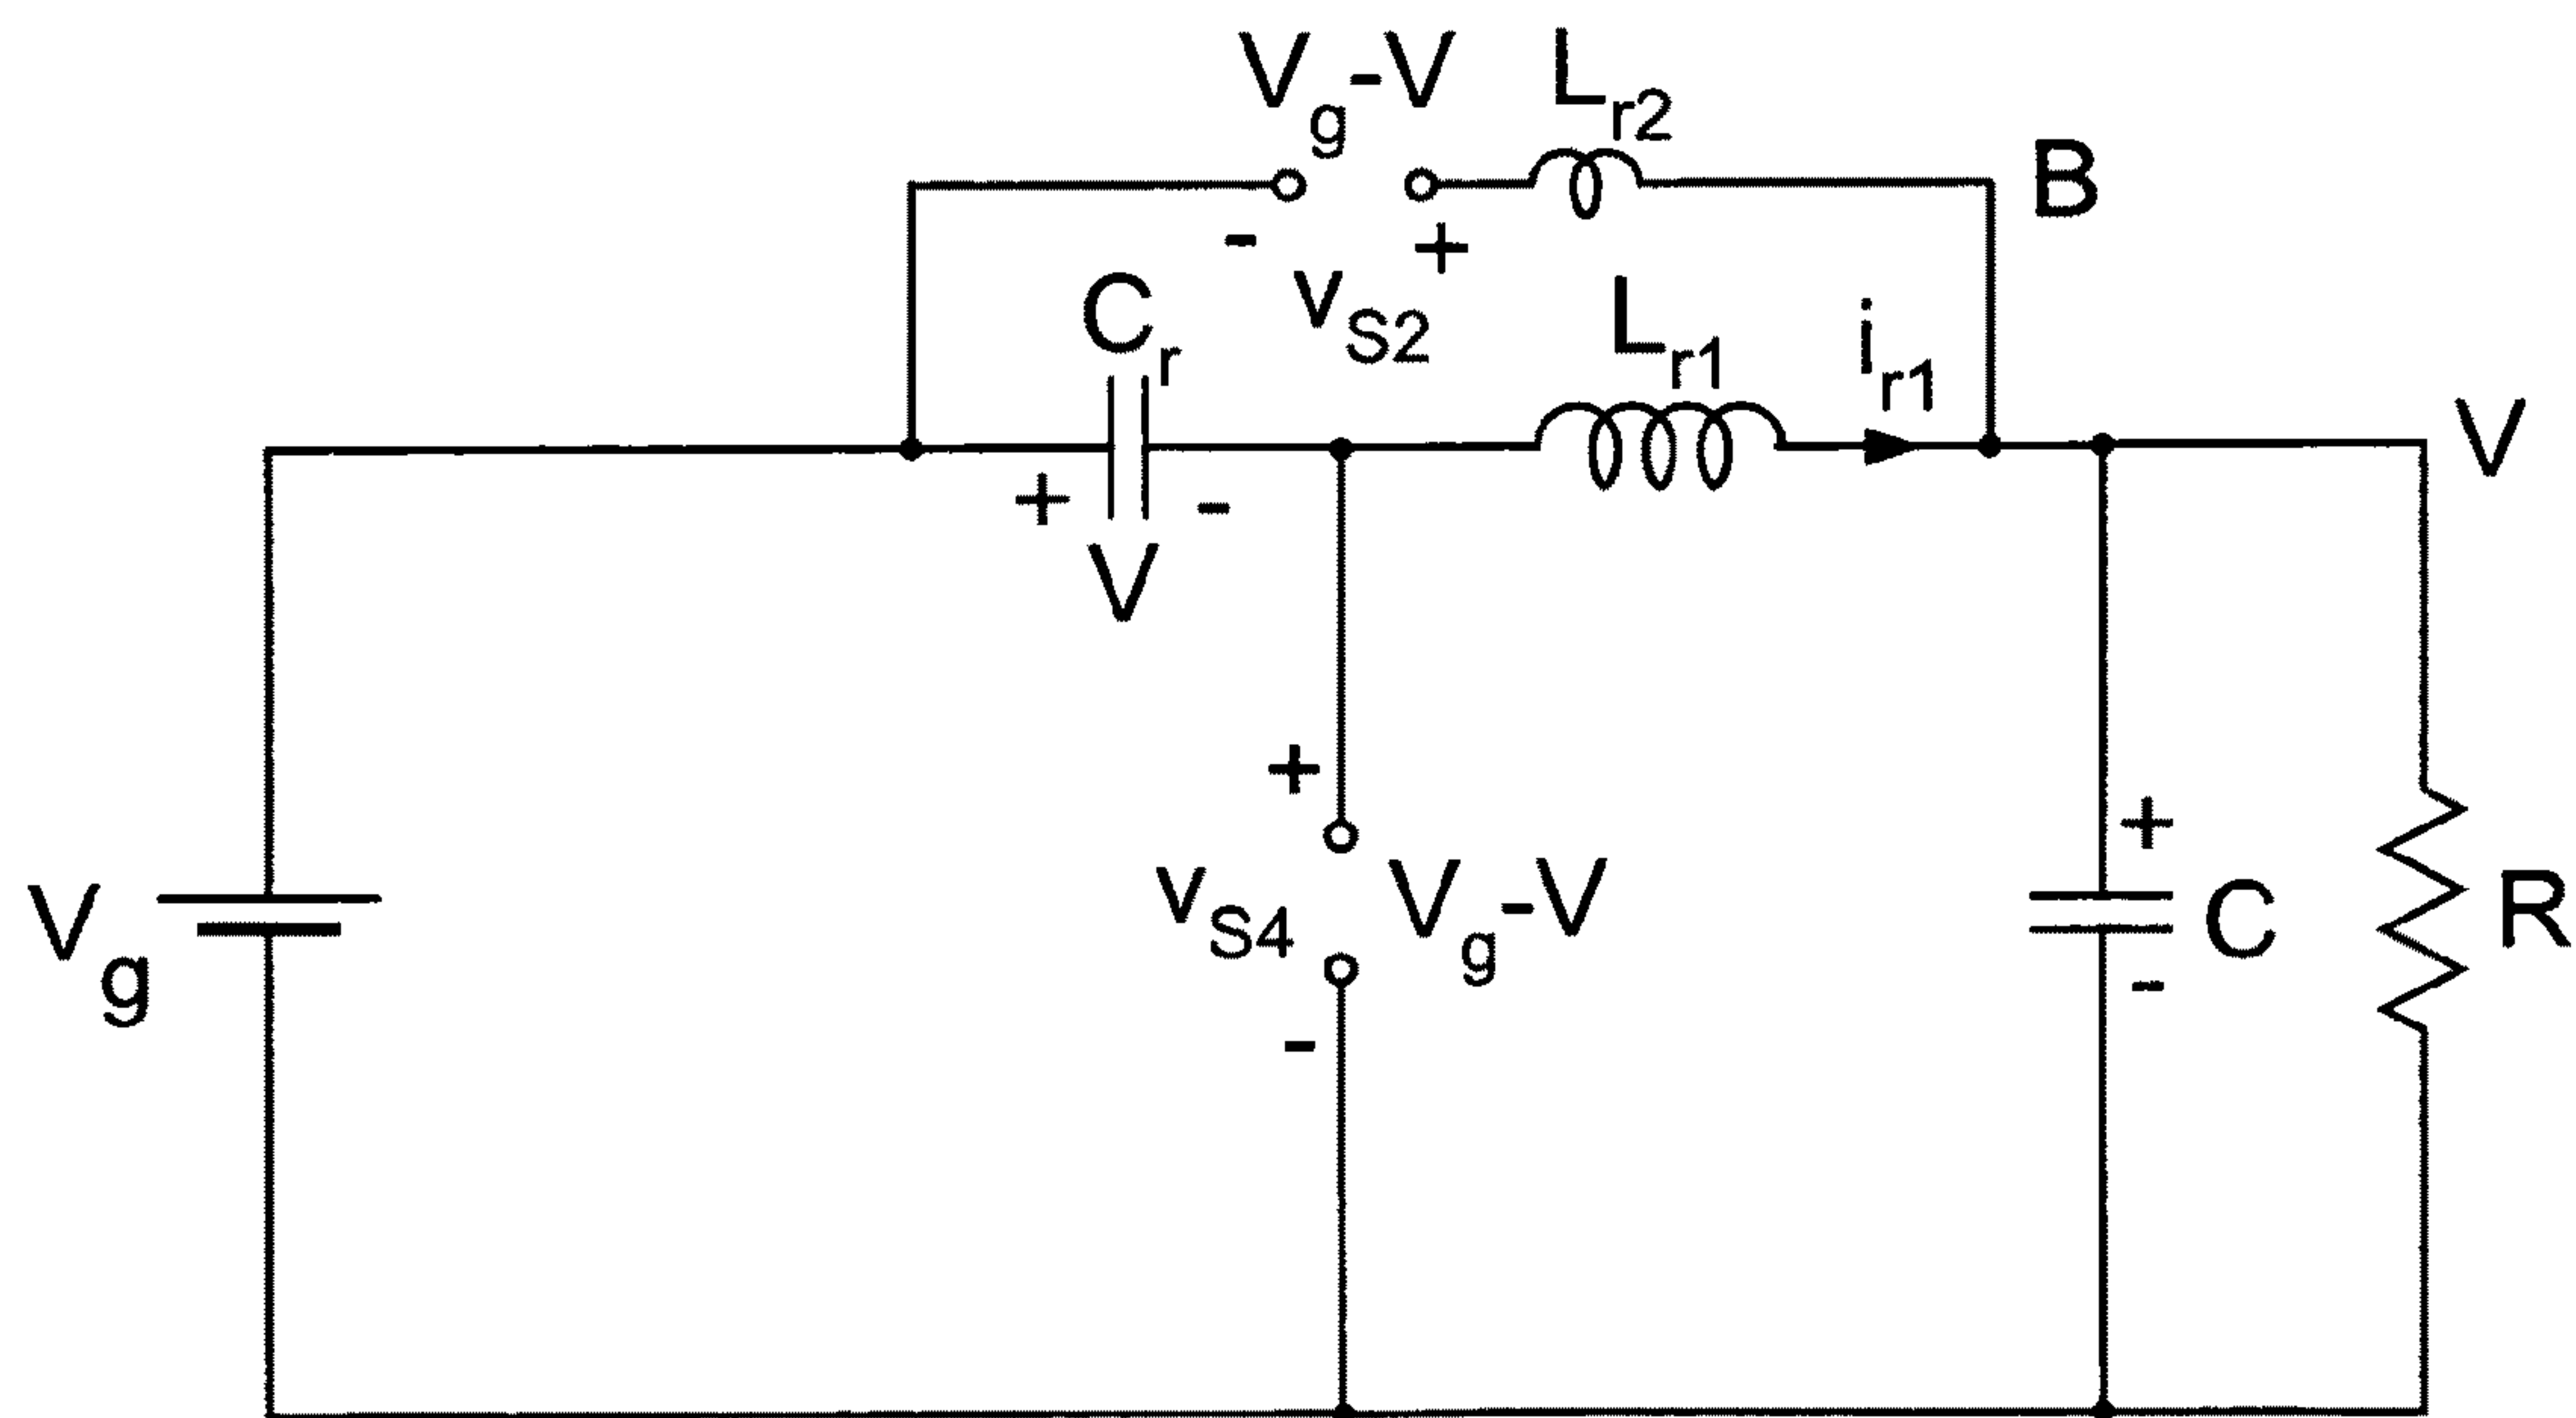 Vg-V
Lr2
B
- +
vS2
Cr
Lr1
ir1
V
+ -
V
+
vS4
Vg-V
-
Vg
+
C
-
R